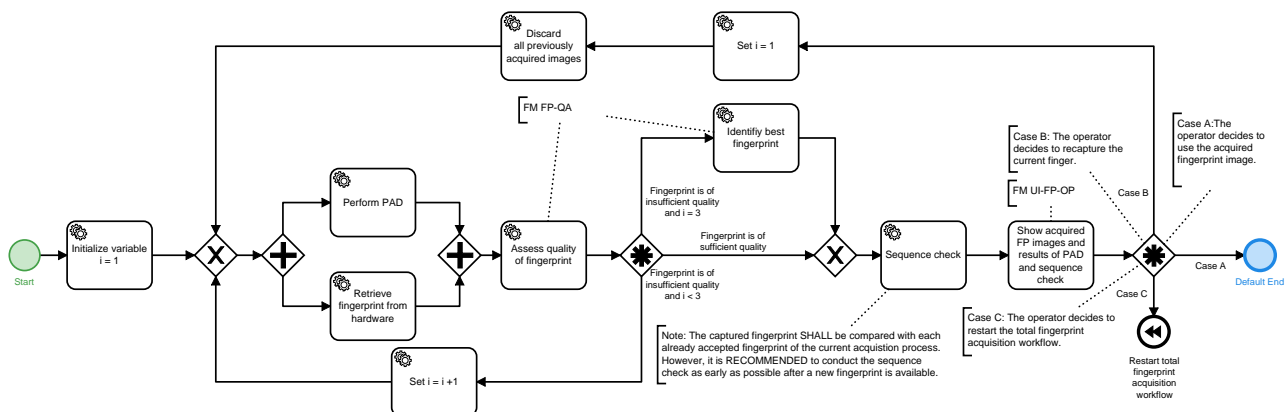 Discard
all previously
acquired images
Set i = 1
FM FP-QA
Identifiy best
fingerprint
Case B: The operator
decides to recapture the
current finger.
Case A:The
operator decides to
use the acquired
fingerprint image.
Fingerprint is of
insufficient quality
and i = 3
FM UI-FP-OP
Case B
Perform PAD
Start
Initialize variable
i = 1
X
Assess quality
of fingerprint
Fingerprint is of
sufficient quality
X
Sequence check
Show acquired
FP images and
results of PAD
and sequence
check
Case A
Default End
Fingerprint is of
insufficient quality
and i < 3
Retrieve
fingerprint from
hardware
Case C
Note: The captured fingerprint SHALL be compared with each
already accepted fingerprint of the current acquistion process.
However, it is RECOMMENDED to conduct the sequence
check as early as possible after a new fingerprint is available.
Case C: The operator decides to
restart the total fingerprint
acquisition workflow.
Set i = i +1
Restart total
fingerprint
acquisition
workflow